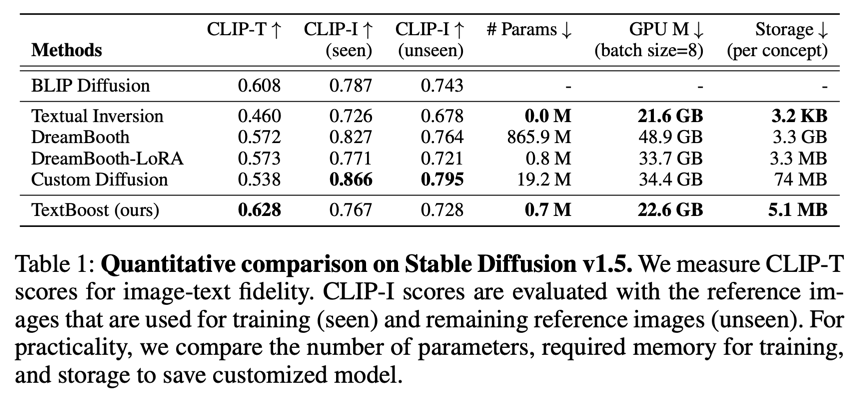 CLIP-T ↑ CLIP-I ↑ CLIP-I ↑ # Params ↓ GPU M ↓ Storage ↓
Methods (seen) (unseen) (batch size=8) (per concept)
BLIP Diffusion 0.608 0.787 0.743 - - -
Textual Inversion 0.460 0.726 0.678 0.0 M 21.6 GB 3.2 KB
DreamBooth 0.572 0.827 0.764 865.9 M 48.9 GB 3.3 GB
DreamBooth-LoRA 0.573 0.771 0.721 0.8 M 33.7 GB 3.3 MB
Custom Diffusion 0.538 0.866 0.795 19.2 M 34.4 GB 74 MB
TextBoost (ours) 0.628 0.767 0.728 0.7 M 22.6 GB 5.1 MB
Table 1: Quantitative comparison on Stable Diffusion v1.5. We measure CLIP-T
scores for image-text fidelity. CLIP-I scores are evaluated with the reference im-
ages that are used for training (seen) and remaining reference images (unseen). For
practicality, we compare the number of parameters, required memory for training,
and storage to save customized model.